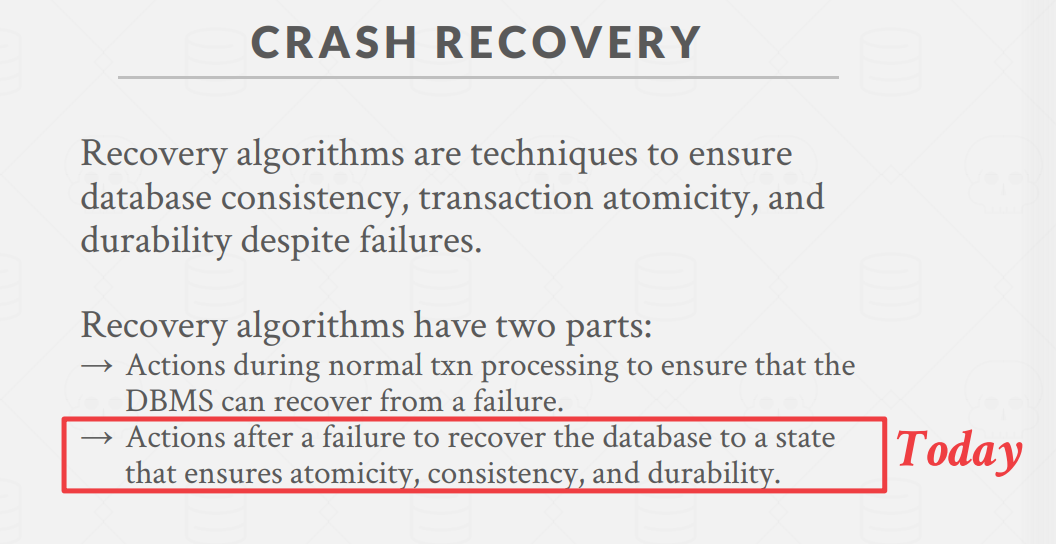 CRASH RECOVERY
Recovery algorithms are techniques to ensure
database consistency, transaction atomicity, and
durability despite failures.
Recovery algorithms have two parts:
→ Actions during normal txn processing to ensure that the
DBMS can recover from a failure.
→ Actions after a failure to recover the database to a state
that ensures atomicity, consistency, and durability.
Today